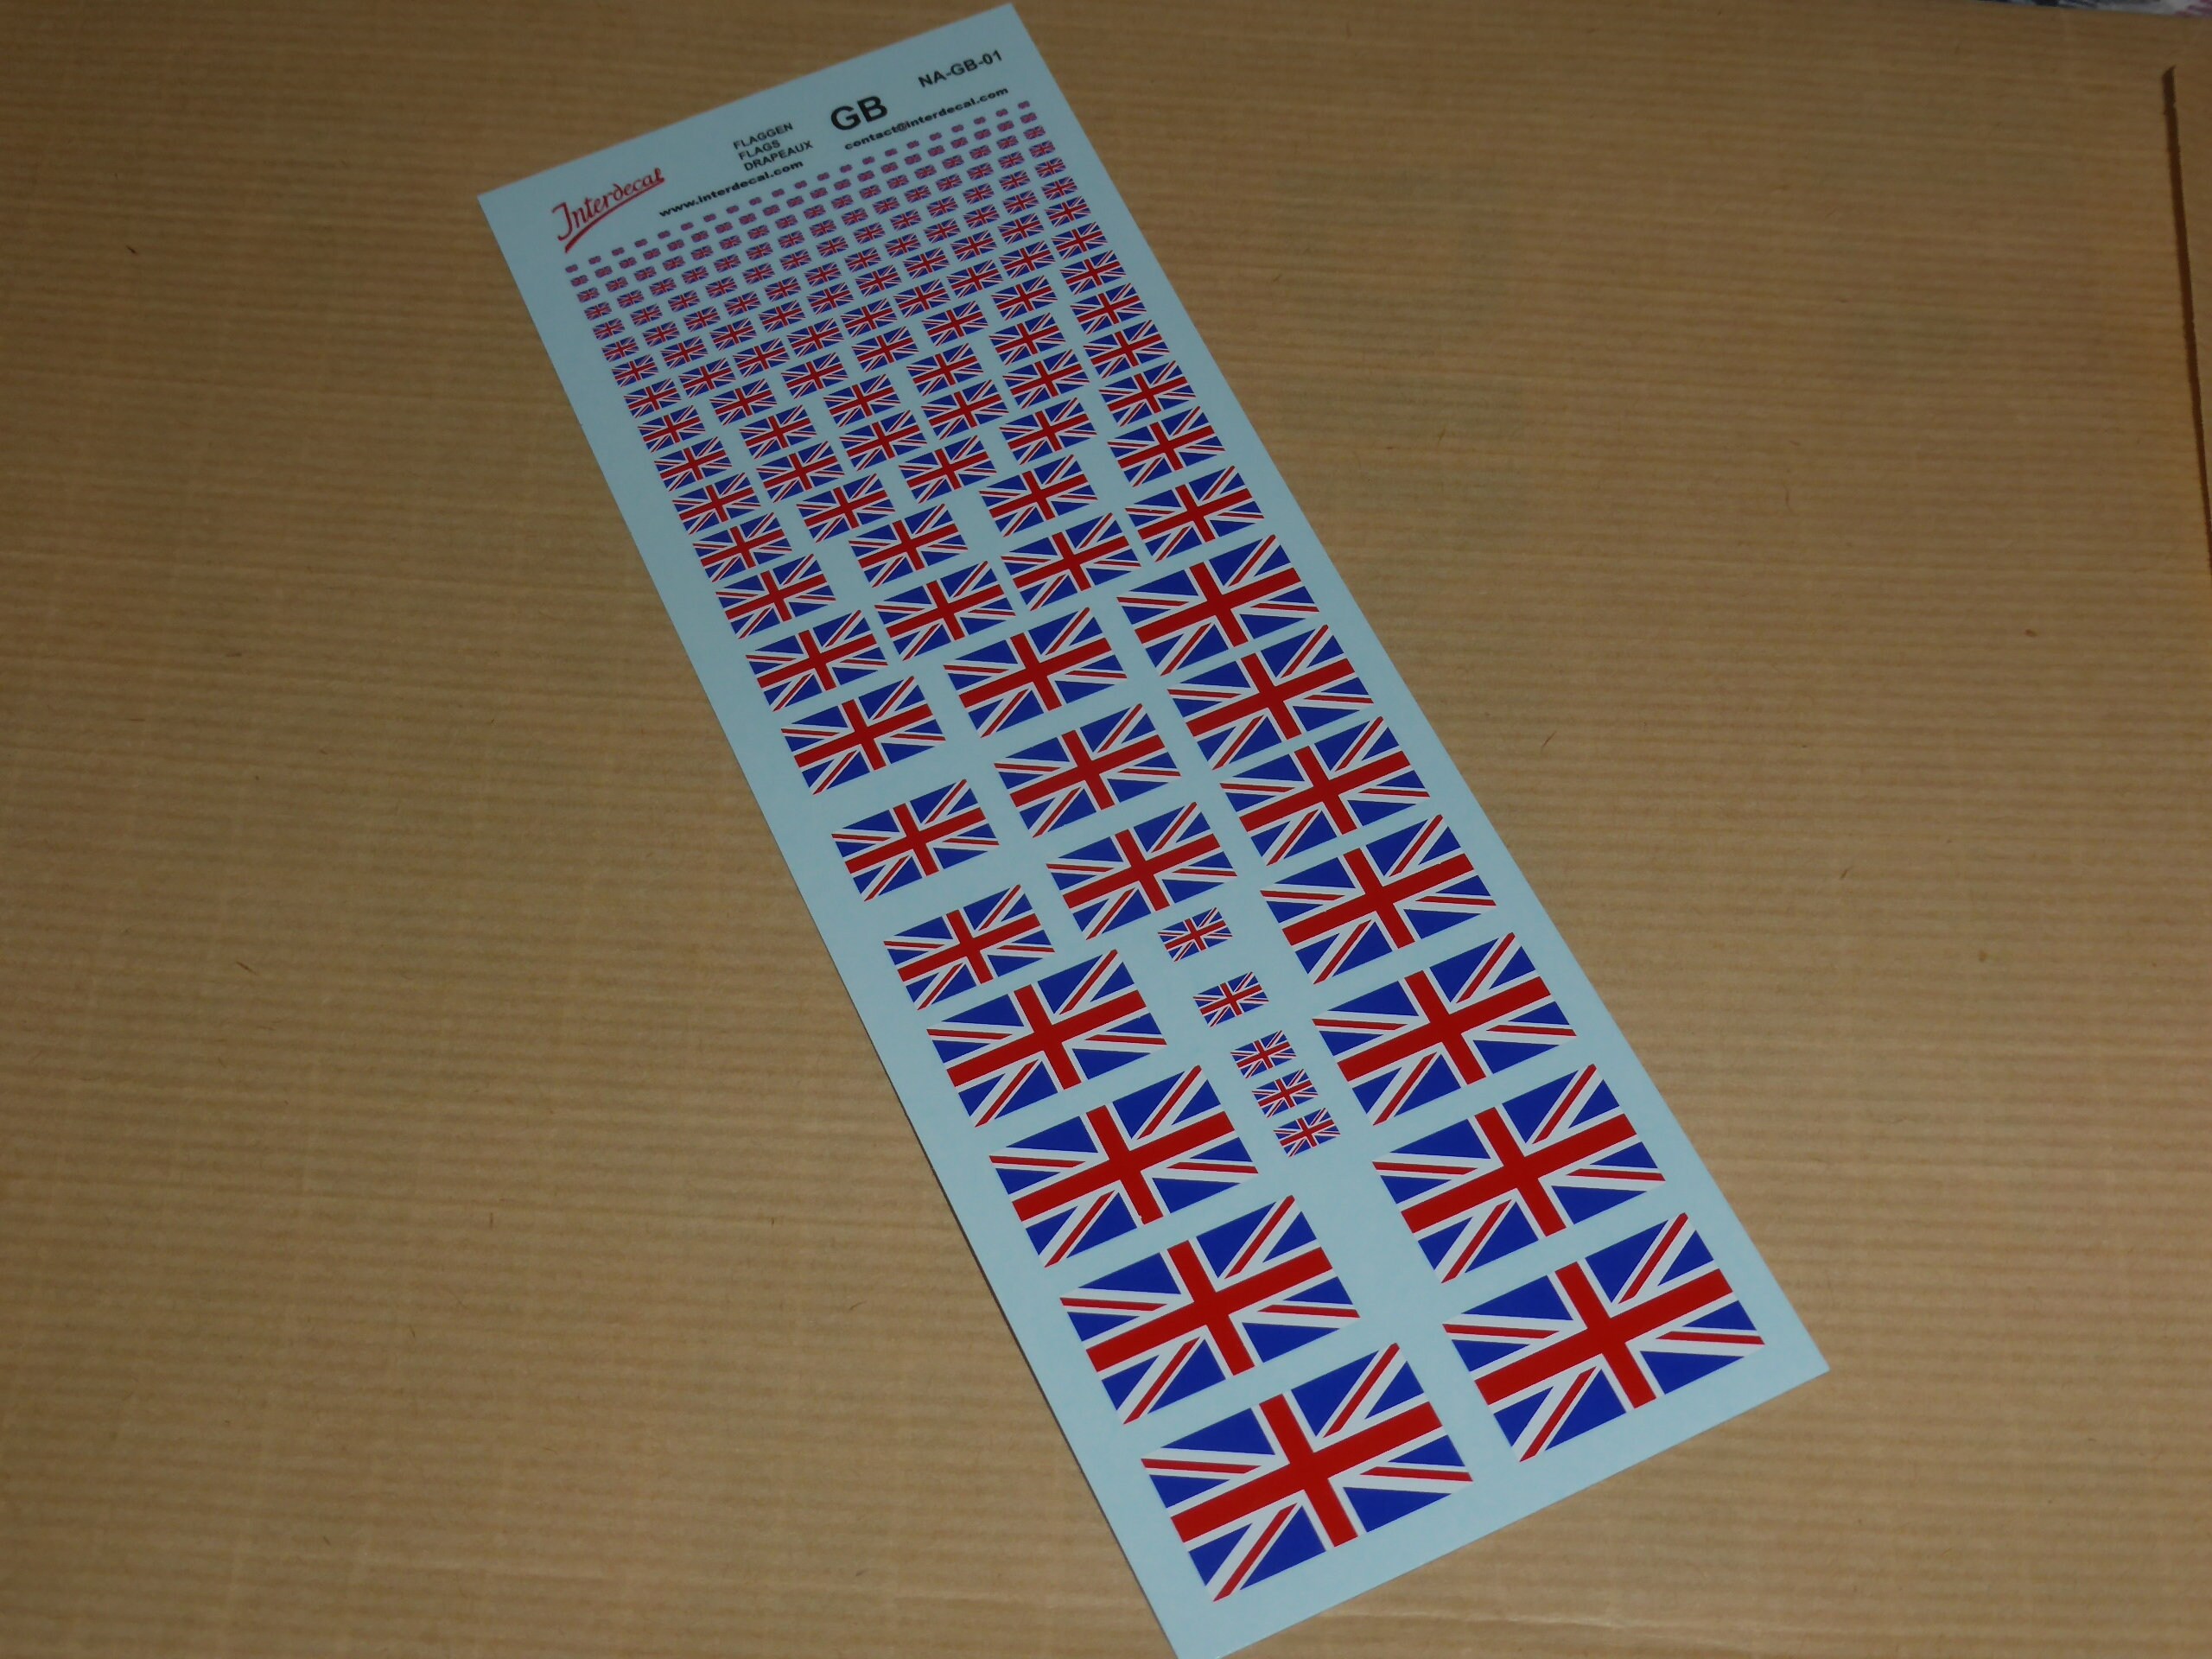 Interdecal
FLAGGEN
FLAGS
DRAPEAUX
www.interdecal.com
GB
NA-GB-01
contact@interdecal.com